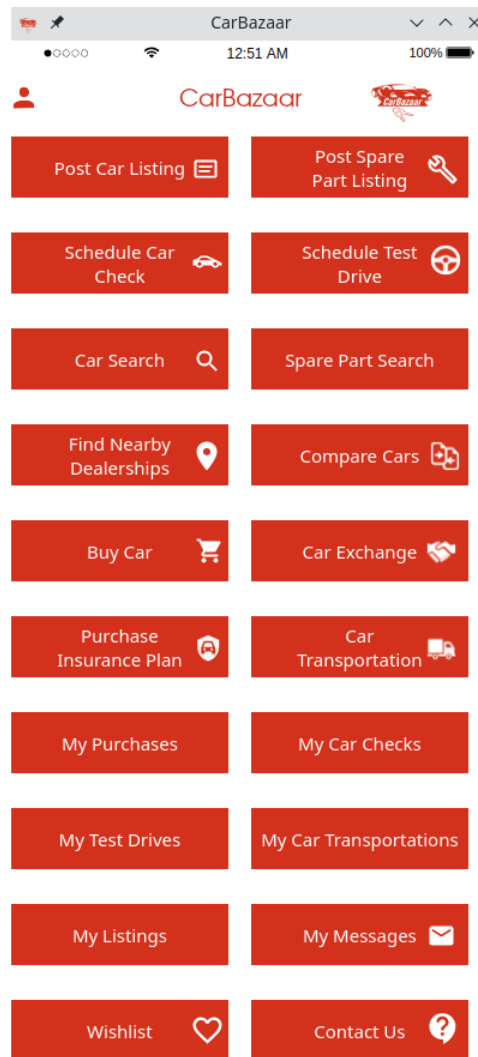 CarBazaar
12:51 AM
100%
CarBazaar
CarBazaar
Post Car Listing
Post Spare
Part Listing
Schedule Car
Check
Schedule Test
Drive
Car Search
Spare Part Search
Find Nearby
Dealerships
Compare Cars
Buy Car
Car Exchange
Purchase
Insurance Plan
Car
Transportation
My Purchases
My Car Checks
My Test Drives
My Car Transportations
My Listings
My Messages
Wishlist
Contact Us